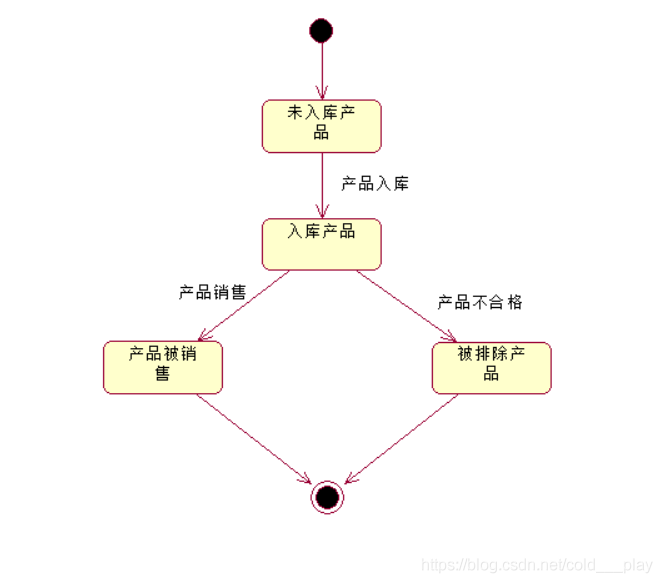 未入库产
品
产品入库
入库产品
产品销售
产品不合格
产品被销
售
被排除产
品
https://blog.csdn.net/cold___play